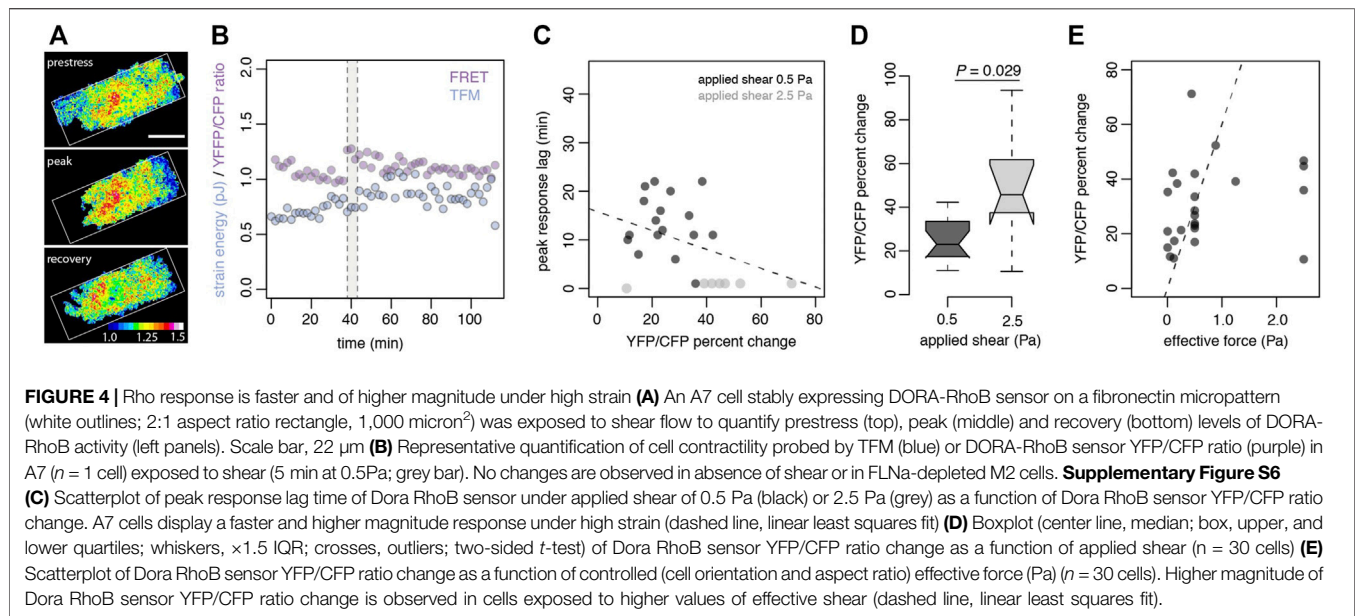 A
prestress
peak
recovery
1.0 1.25 1.5
B
strain energy (pJ) / YFFP/CFP ratio
2.0
1.5
1.0
0.5
0.0
FRET
TFM
0 20 40 60 80 100
time (min)
C
peak response lag (min)
40
30
20
10
0
applied shear 0.5 Pa
applied shear 2.5 Pa
0 20 40 60 80
YFP/CFP percent change
D
YFP/CFP percent change
100
80
60
40
20
0
P = 0.029
0.5 2.5
applied shear (Pa)
E
YFP/CFP percent change
80
60
40
20
0
0 1.0 2.0
effective force (Pa)
FIGURE 4 | Rho response is faster and of higher magnitude under high strain (A) An A7 cell stably expressing DORA-RhoB sensor on a fibronectin micropattern
(white outlines; 2:1 aspect ratio rectangle, 1,000 micron²) was exposed to shear flow to quantify prestress (top), peak (middle) and recovery (bottom) levels of DORA-
RhoB activity (left panels). Scale bar, 22 µm (B) Representative quantification of cell contractility probed by TFM (blue) or DORA-RhoB sensor YFP/CFP ratio (purple) in
A7 (n = 1 cell) exposed to shear (5 min at 0.5Pa; grey bar). No changes are observed in absence of shear or in FLNa-depleted M2 cells. Supplementary Figure S6
(C) Scatterplot of peak response lag time of Dora RhoB sensor under applied shear of 0.5 Pa (black) or 2.5 Pa (grey) as a function of Dora RhoB sensor YFP/CFP ratio
change. A7 cells display a faster and higher magnitude response under high strain (dashed line, linear least squares fit) (D) Boxplot (center line, median; box, upper, and
lower quartiles; whiskers, ×1.5 IQR; crosses, outliers; two-sided t-test) of Dora RhoB sensor YFP/CFP ratio change as a function of applied shear (n = 30 cells) (E)
Scatterplot of Dora RhoB sensor YFP/CFP ratio change as a function of controlled (cell orientation and aspect ratio) effective force (Pa) (n = 30 cells). Higher magnitude of
Dora RhoB sensor YFP/CFP ratio change is observed in cells exposed to higher values of effective shear (dashed line, linear least squares fit).